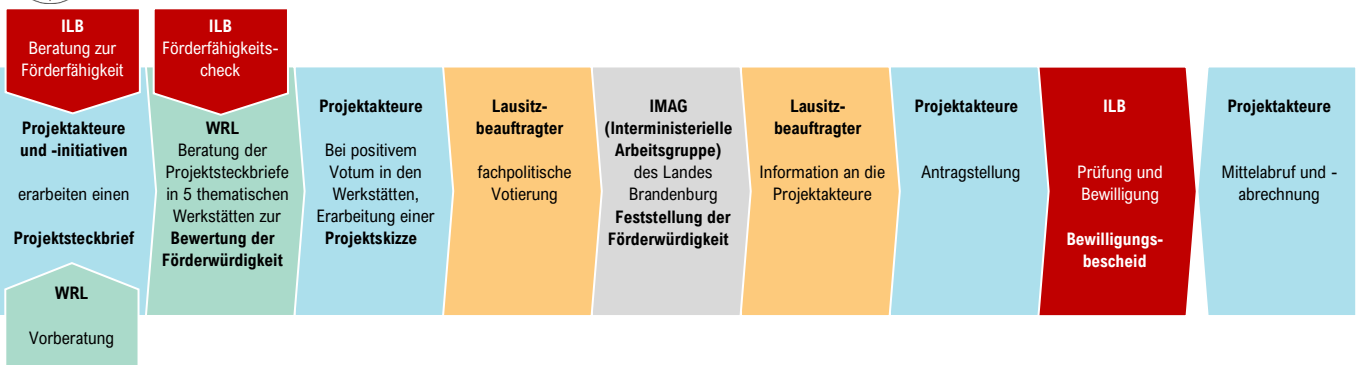 ILB
Beratung zur
Förderfähigkeit
ILB
Förderfähigkeits-
check
Projektakteure
und -initiativen
erarbeiten einen
Projektsteckbrief
WRL
Vorberatung
WRL
Beratung der
Projektsteckbriefe
in 5 thematischen
Werkstätten zur
Bewertung der
Förderwürdigkeit
Projektakteure
Bei positivem
Votum in den
Werkstätten,
Erarbeitung einer
Projektskizze
Lausitz-
beauftragter
fachpolitische
Votierung
IMAG
(Interministerielle
Arbeitsgruppe)
des Landes
Brandenburg
Feststellung der
Förderwürdigkeit
Lausitz-
beauftragter
Information an die
Projektakteure
Projektakteure
Antragstellung
ILB
Prüfung und
Bewilligung
Bewilligungs-
bescheid
Projektakteure
Mittelabruf und -
abrechnung